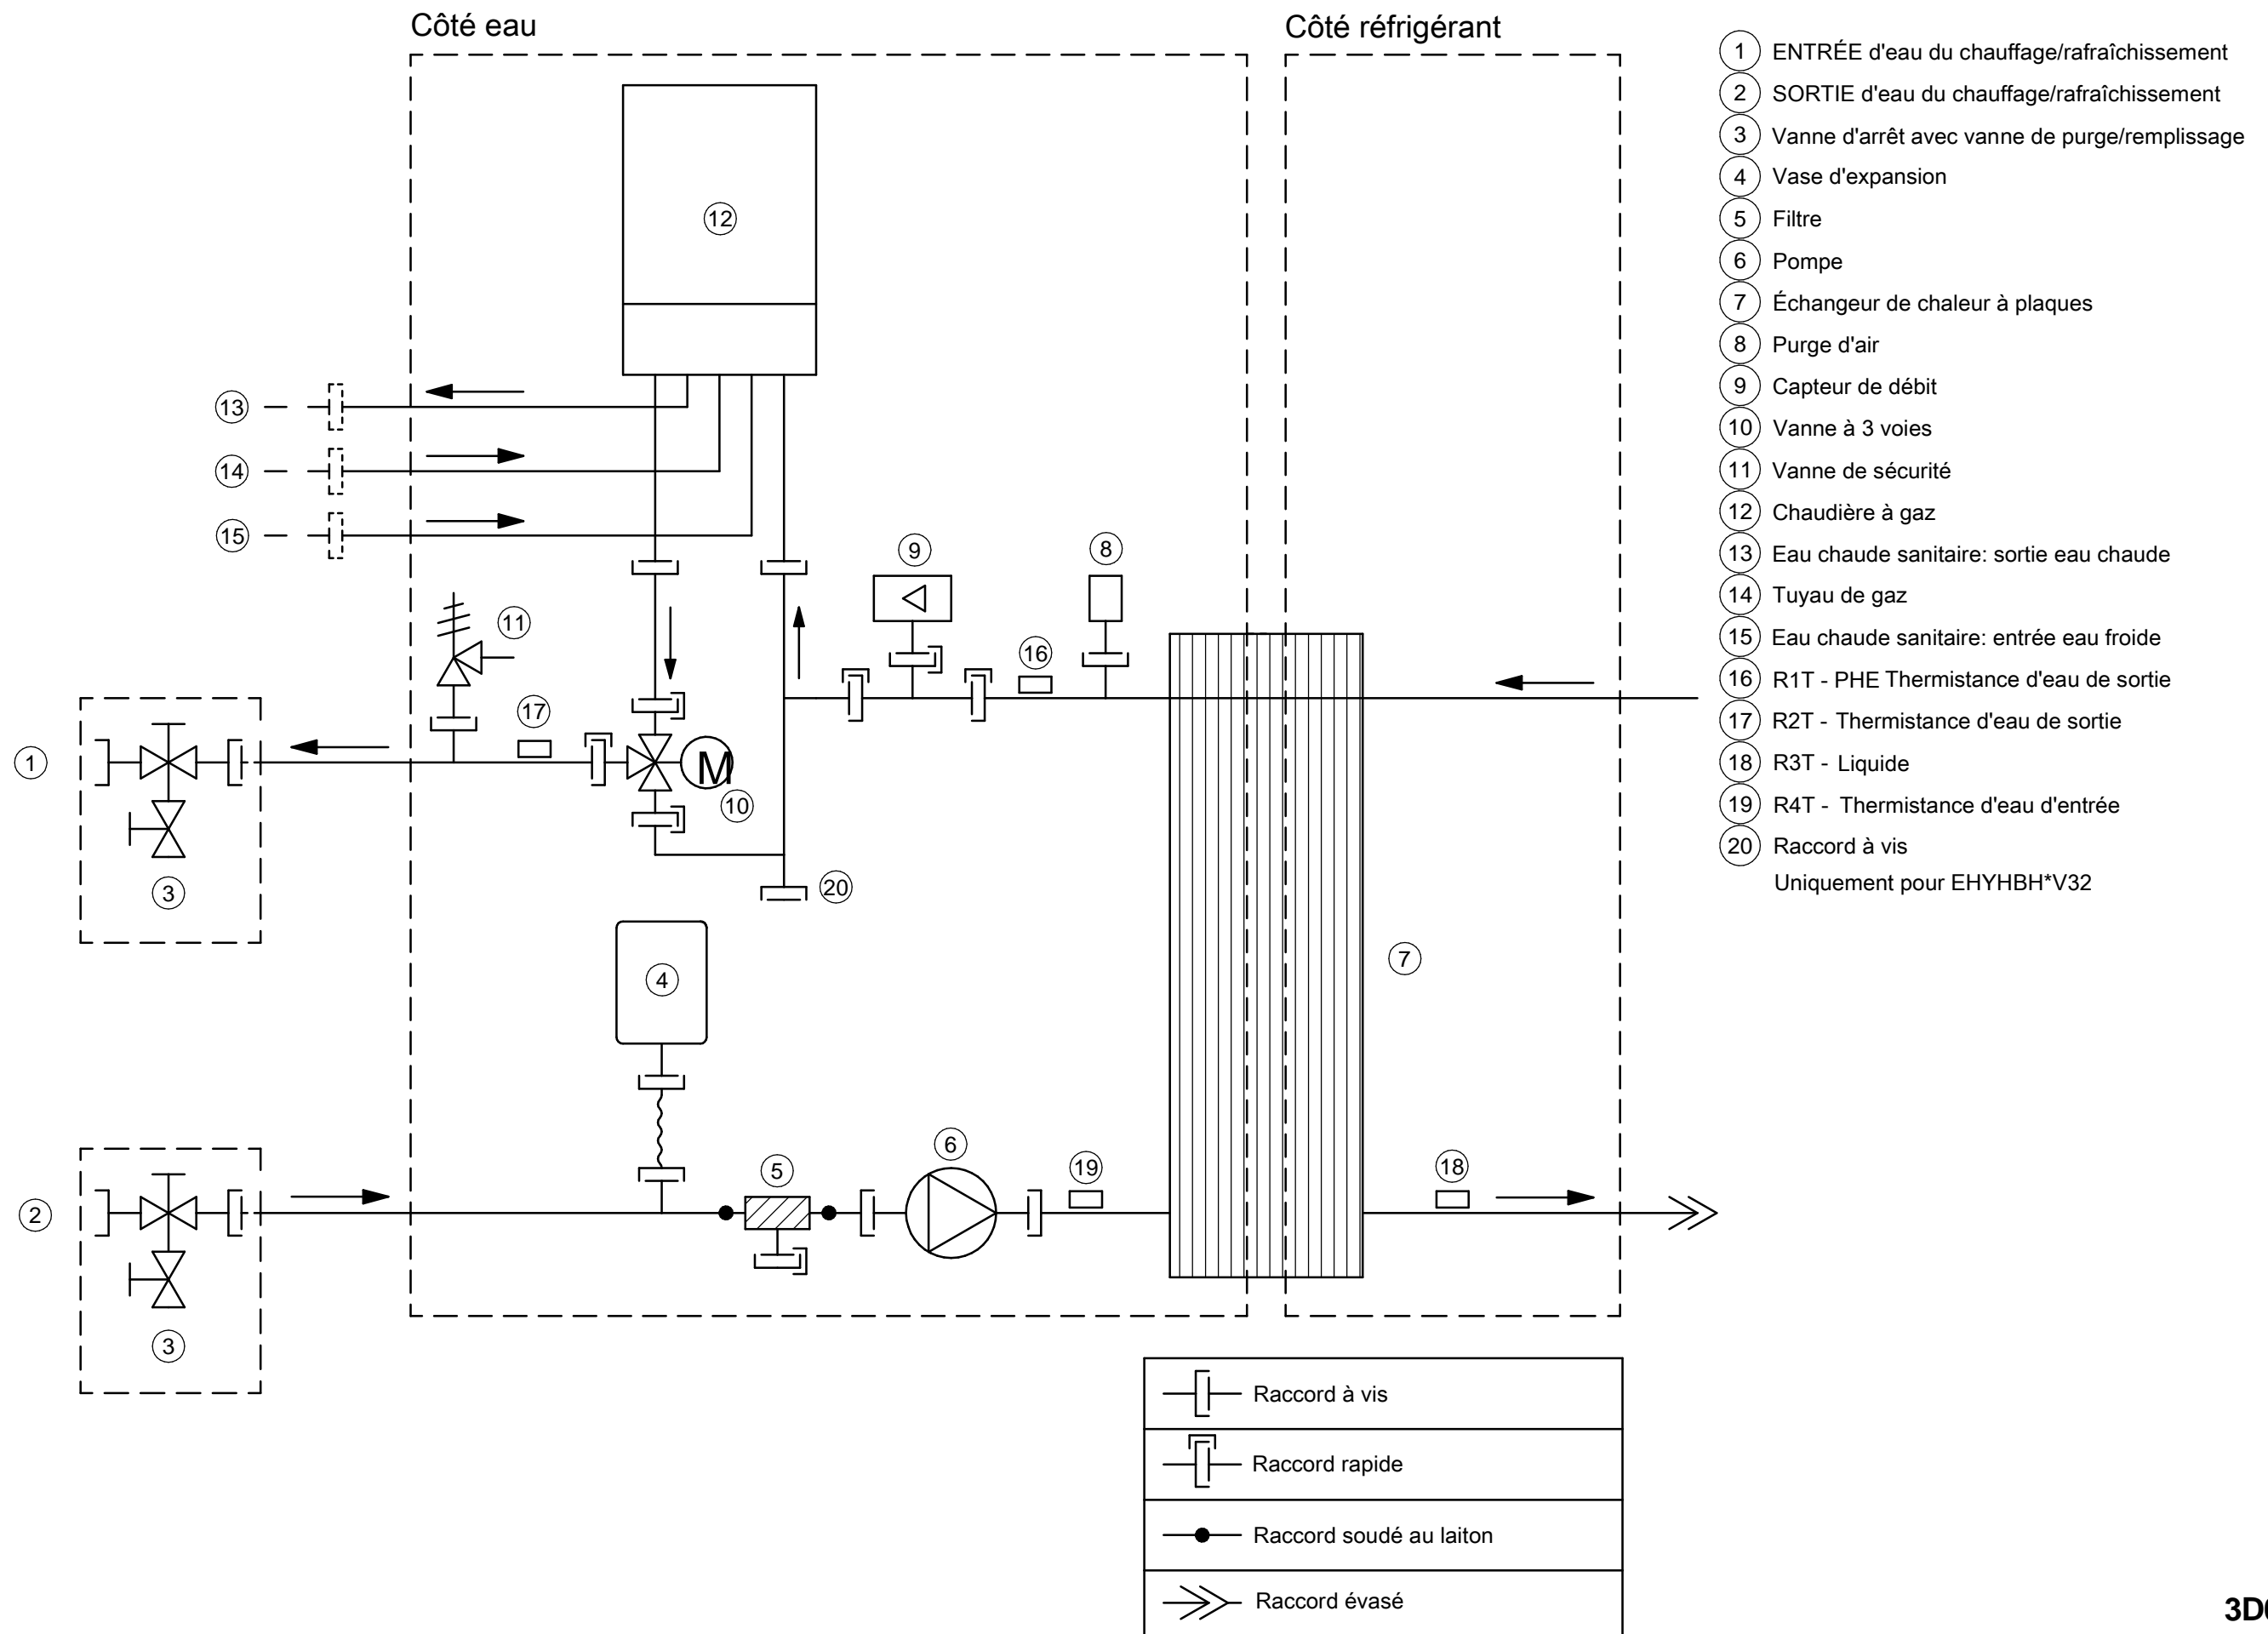 Côté eau
Côté réfrigérant
1 ENTRÉE d'eau du chauffage/rafraîchissement
2 SORTIE d'eau du chauffage/rafraîchissement
3 Vanne d'arrêt avec vanne de purge/remplissage
4 Vase d'expansion
5 Filtre
6 Pompe
7 Échangeur de chaleur à plaques
8 Purge d'air
9 Capteur de débit
10 Vanne à 3 voies
11 Vanne de sécurité
12 Chaudière à gaz
13 Eau chaude sanitaire: sortie eau chaude
14 Tuyau de gaz
15 Eau chaude sanitaire: entrée eau froide
16 R1T - PHE Thermistance d'eau de sortie
17 R2T - Thermistance d'eau de sortie
18 R3T - Liquide
19 R4T - Thermistance d'eau d'entrée
20 Raccord à vis
Uniquement pour EHYHBH*V32
12
13
14
15
9
8
11
16
17
1
M
10
3
20
4
7
6
5
19
18
2
3
Raccord à vis
Raccord rapide
Raccord soudé au laiton
Raccord évasé